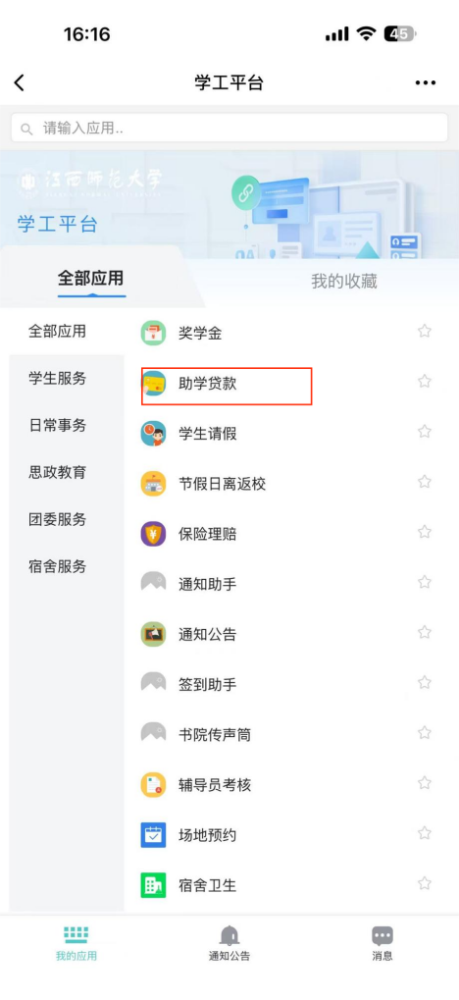 16:16
45
学工平台
请输入应用..
江西师范大学
学工平台
全部应用
我的收藏
全部应用
学生服务
日常事务
思政教育
团委服务
宿舍服务
奖学金
助学贷款
学生请假
节假日离返校
保险理赔
通知助手
通知公告
签到助手
书院传声筒
辅导员考核
场地预约
宿舍卫生
我的应用
通知公告
消息